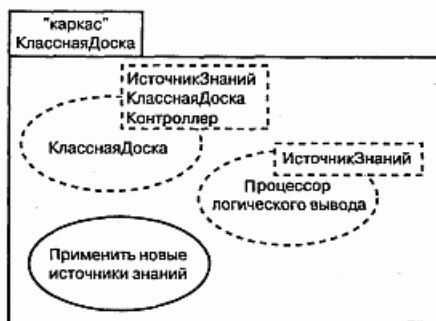 "каркас"
КласснаяДоска
ИсточникЗнаний
КласснаяДоска
Контроллер
КласснаяДоска
ИсточникЗнаний
Процессор
логического вывода
Применить новые
источники знаний